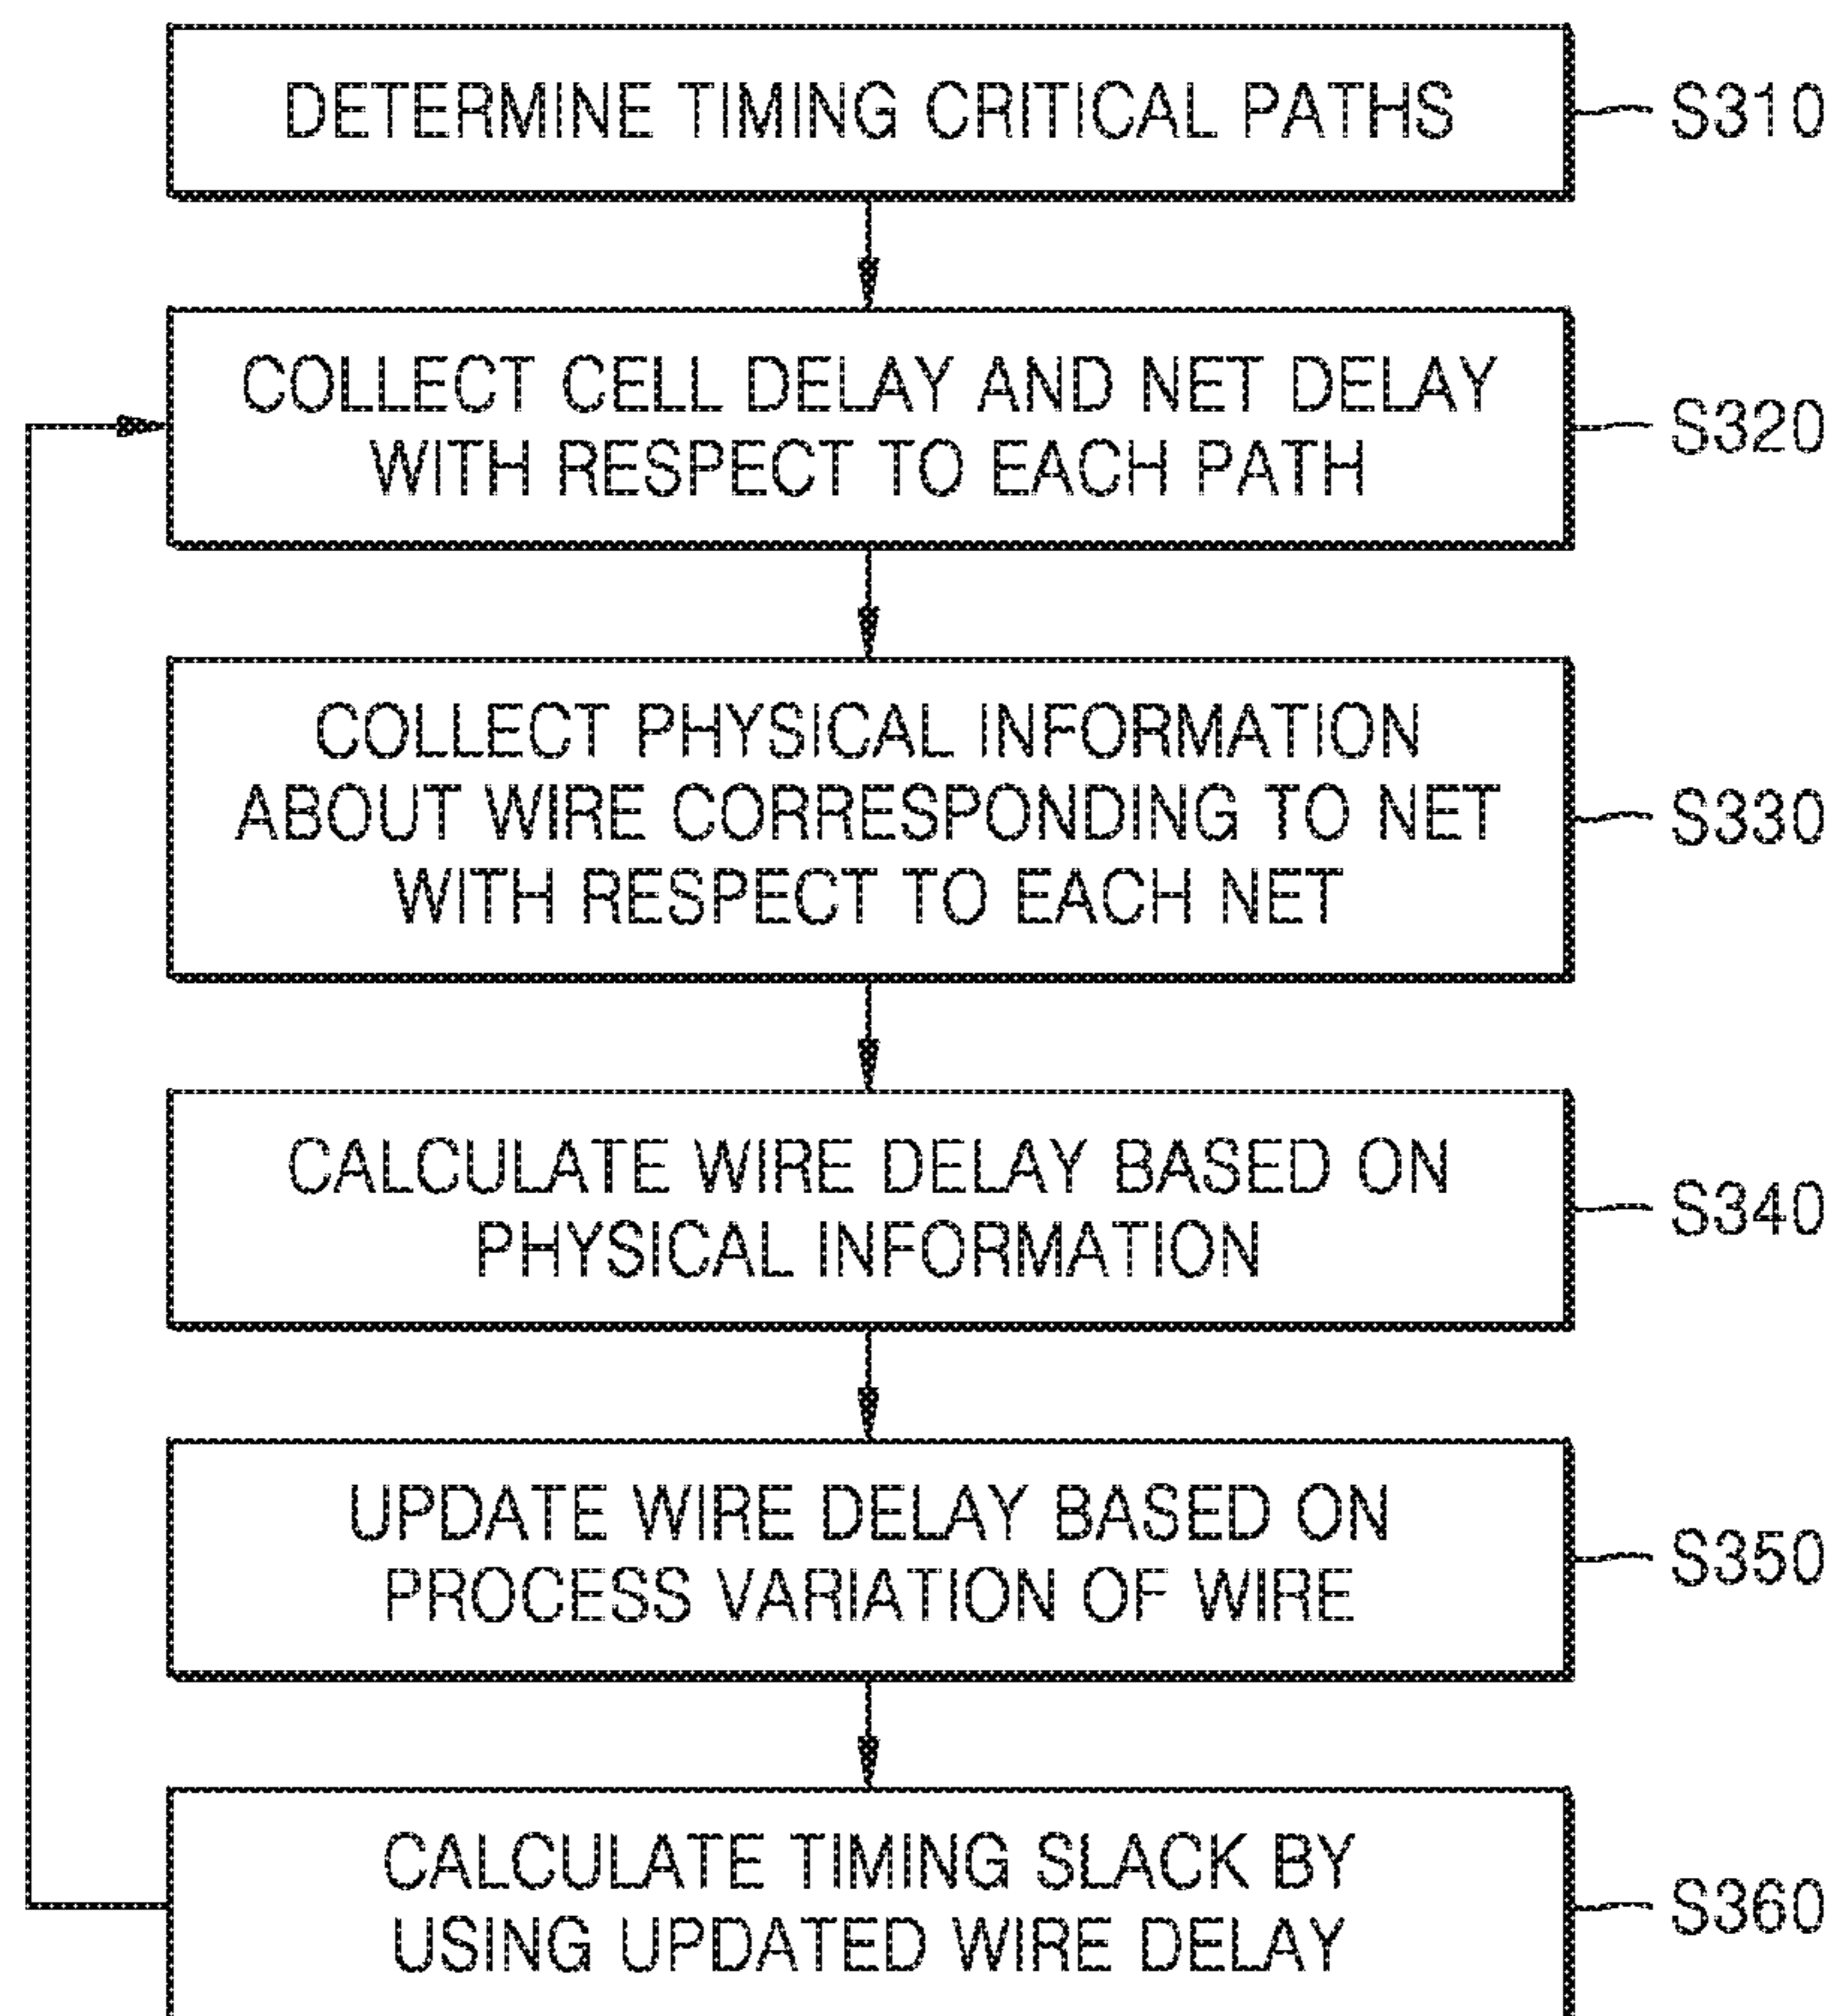 DETERMINE TIMING CRITICAL PATHS
S310
COLLECT CELL DELAY AND NET DELAY
WITH RESPECT TO EACH PATH
S320
COLLECT PHYSICAL INFORMATION
ABOUT WIRE CORRESPONDING TO NET
WITH RESPECT TO EACH NET
S330
CALCULATE WIRE DELAY BASED ON
PHYSICAL INFORMATION
S340
UPDATE WIRE DELAY BASED ON
PROCESS VARIATION OF WIRE
S350
CALCULATE TIMING SLACK BY
USING UPDATED WIRE DELAY
S360